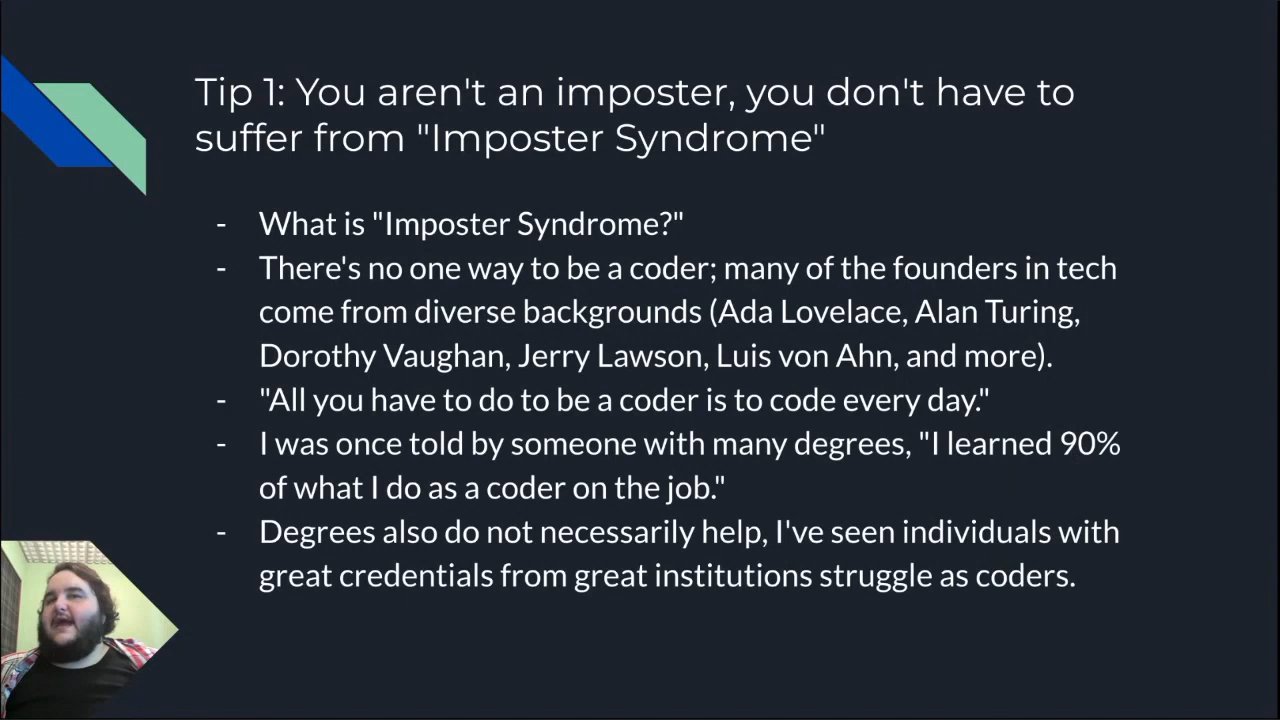 Tip 1: You aren't an imposter, you don't have to
suffer from "Imposter Syndrome"
- What is "Imposter Syndrome?"
- There's no one way to be a coder; many of the founders in tech
come from diverse backgrounds (Ada Lovelace, Alan Turing,
Dorothy Vaughan, Jerry Lawson, Luis von Ahn, and more).
- "All you have to do to be a coder is to code every day."
- I was once told by someone with many degrees, "I learned 90%
of what I do as a coder on the job."
- Degrees also do not necessarily help, I've seen individuals with
great credentials from great institutions struggle as coders.